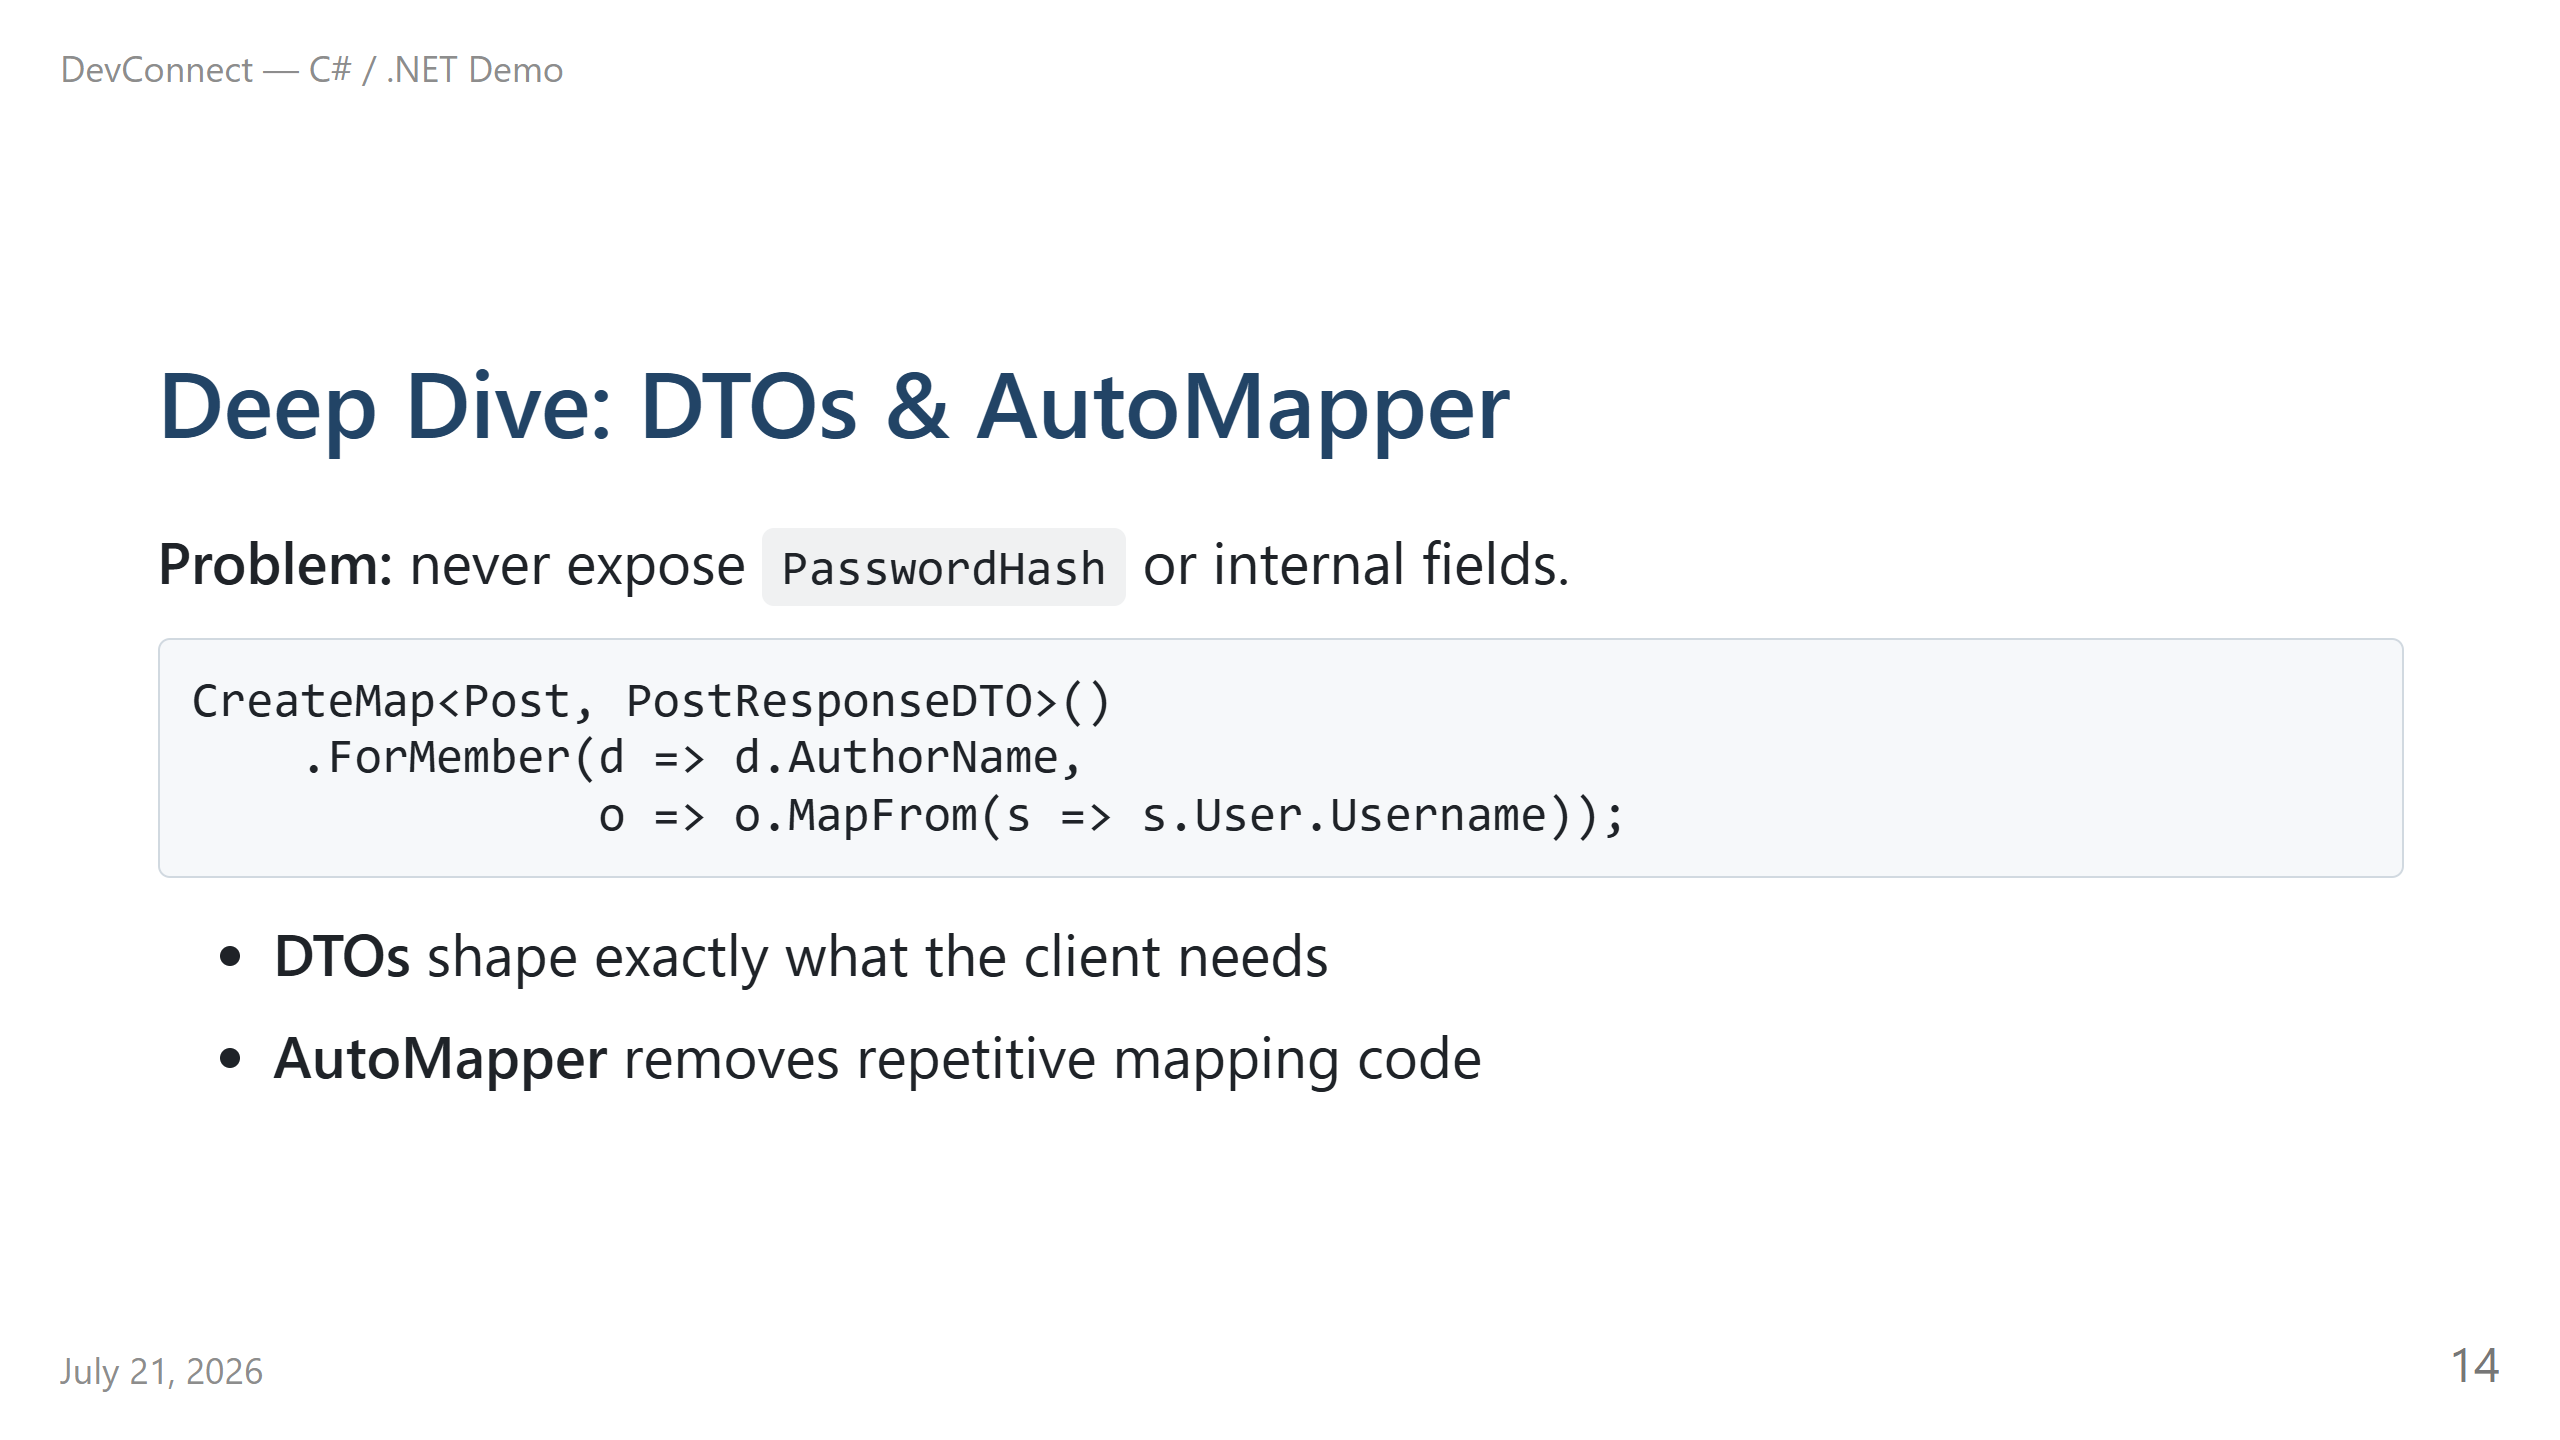 DevConnect — C# / .NET Demo
Deep Dive: DTOs & AutoMapper
Problem: never expose PasswordHash or internal fields.
CreateMap<Post, PostResponseDTO>()
    .ForMember(d => d.AuthorName,
               o => o.MapFrom(s => s.User.Username));
• DTOs shape exactly what the client needs
• AutoMapper removes repetitive mapping code
July 21, 2026
14